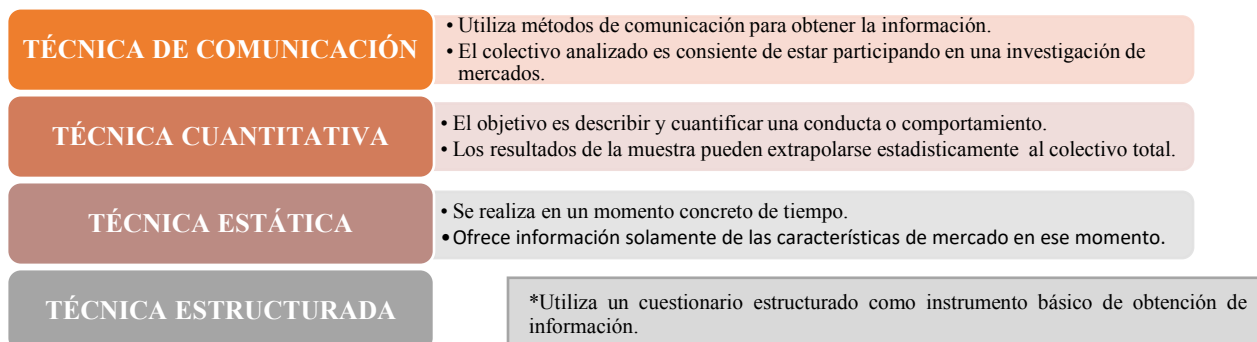 TÉCNICA DE COMUNICACIÓN
• Utiliza métodos de comunicación para obtener la información.
• El colectivo analizado es consiente de estar participando en una investigación de
mercados.
TÉCNICA CUANTITATIVA
• El objetivo es describir y cuantificar una conducta o comportamiento.
• Los resultados de la muestra pueden extrapolarse estadisticamente al colectivo total.
TÉCNICA ESTÁTICA
• Se realiza en un momento concreto de tiempo.
• Ofrece información solamente de las características de mercado en ese momento.
TÉCNICA ESTRUCTURADA
*Utiliza un cuestionario estructurado como instrumento básico de obtención de
información.